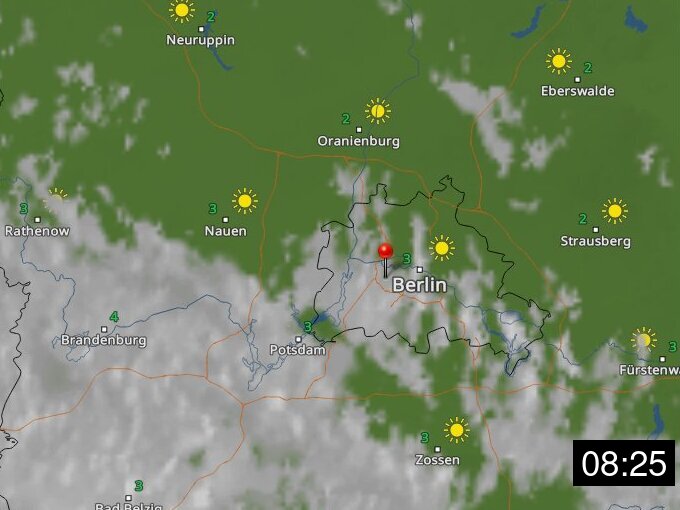 2
Neuruppin
2
Eberswalde
2
Oranienburg
3
Rathenow
3
Nauen
2
Strausberg
3
Berlin
4
Brandenburg
3
Potsdam
3
Fürstenwa
3
Zossen
08:25
3
Bad Belzig